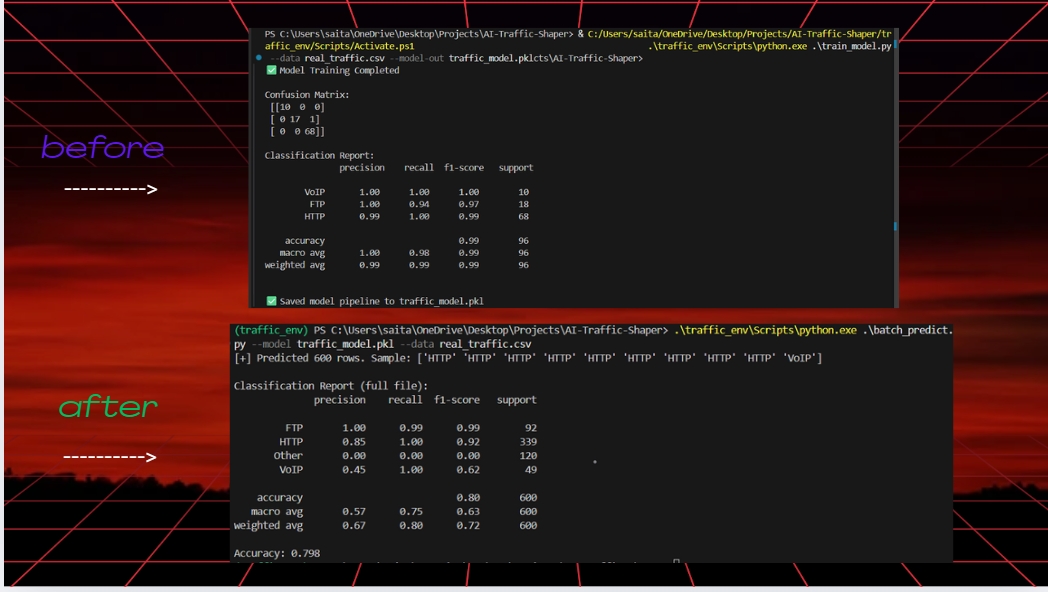 PS C:\Users\saita\OneDrive\Desktop\Projects\AI-Traffic-Shaper> & C:/Users/saita/OneDrive/Desktop/Projects/AI-Traffic-Shaper/tr
affic_env/Scripts/Activate.ps1 .\traffic_env\Scripts\python.exe .\train_model.py
--data real_traffic.csv --model-out traffic_model.pklcts\AI-Traffic-Shaper>
✅ Model Training Completed
Confusion Matrix:
[[10 0 0]
[ 0 17 1]
[ 0 0 68]]
before
---------->
Classification Report:
precision recall f1-score support
VoIP 1.00 1.00 1.00 10
FTP 1.00 0.94 0.97 18
HTTP 0.99 1.00 0.99 68
accuracy 0.99 96
macro avg 1.00 0.98 0.99 96
weighted avg 0.99 0.99 0.99 96
✅ Saved model pipeline to traffic_model.pkl
(traffic_env) PS C:\Users\saita\OneDrive\Desktop\Projects\AI-Traffic-Shaper> .\traffic_env\Scripts\python.exe .\batch_predict.
py --model traffic_model.pkl --data real_traffic.csv
[+] Predicted 600 rows. Sample: ['HTTP' 'HTTP' 'HTTP' 'HTTP' 'HTTP' 'HTTP' 'HTTP' 'HTTP' 'HTTP' 'VoIP']
after
---------->
Classification Report (full file):
precision recall f1-score support
FTP 1.00 0.99 0.99 92
HTTP 0.85 1.00 0.92 339
Other 0.00 0.00 0.00 120
VoIP 0.45 1.00 0.62 49
accuracy 0.80 600
macro avg 0.57 0.75 0.63 600
weighted avg 0.67 0.80 0.72 600
Accuracy: 0.798